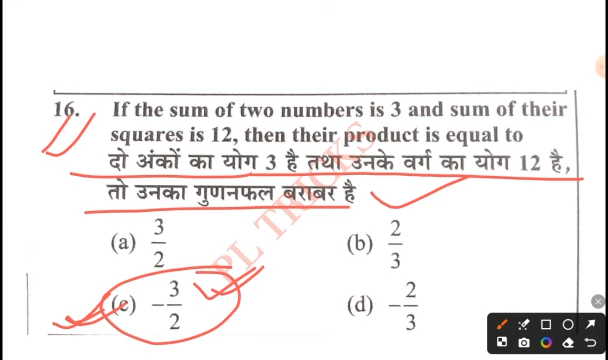 16. If the sum of two numbers is 3 and sum of their
squares is 12, then their product is equal to
दो अंकों का योग 3 है तथा उनके वर्ग का योग 12 है,
तो उनका गुणनफल बराबर है
(a) 3/2 (b) 2/3
(c) -3/2 (d) -2/3
PL TRICKS